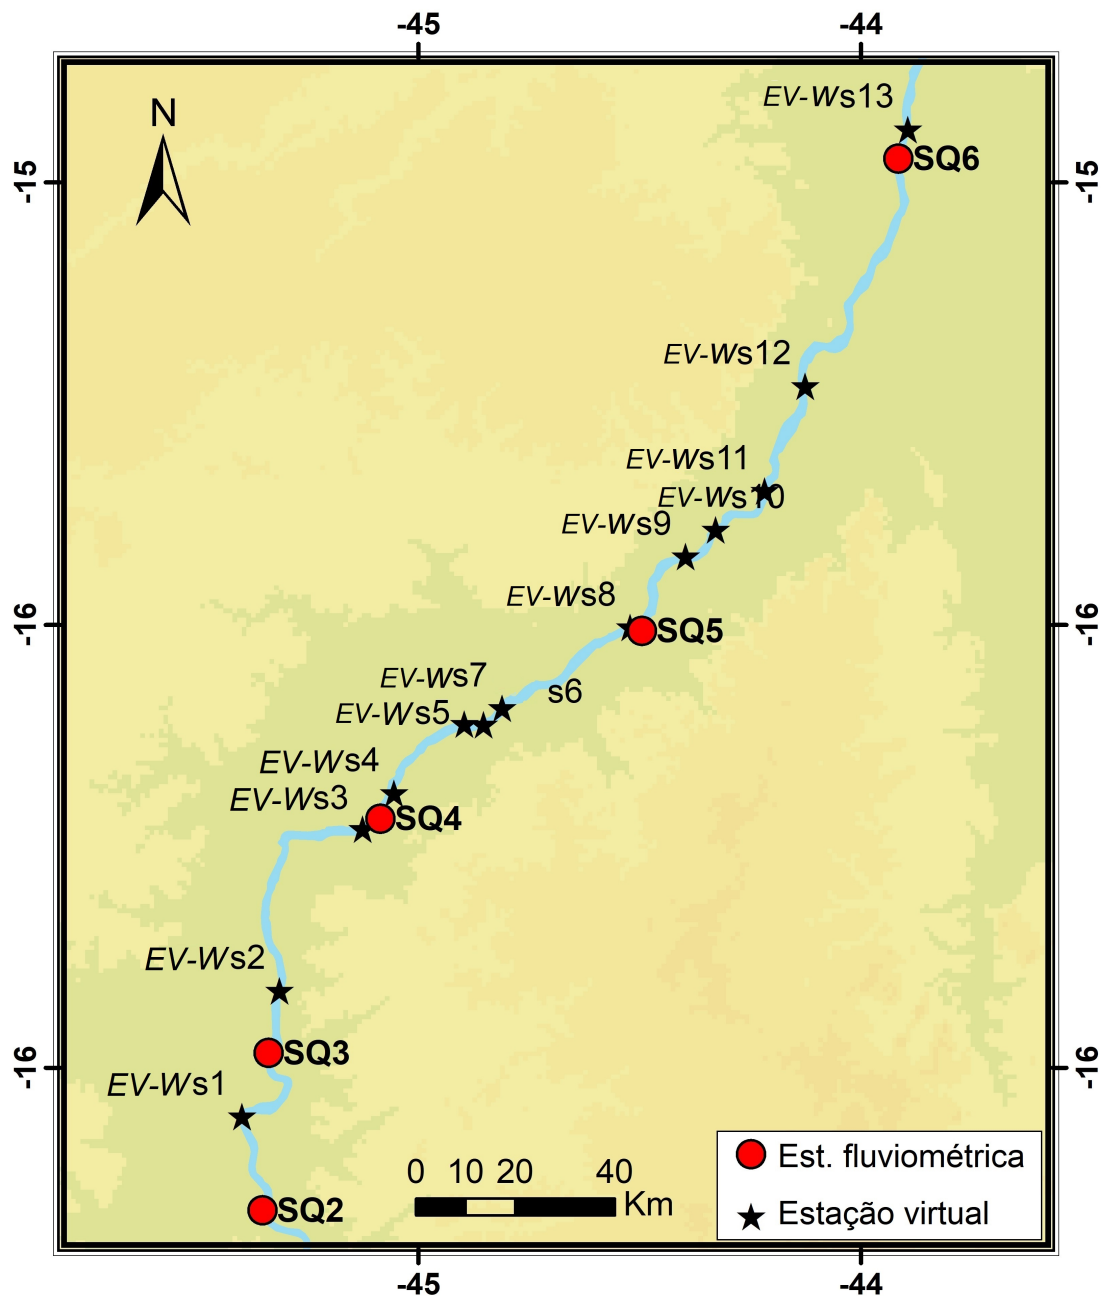 -45 -44
N
EV-Ws13
SQ6
-15 -15
EV-Ws12
EV-Ws11
EV-Ws10
EV-Ws9
EV-Ws8
-16 -16
SQ5
EV-Ws7
s6
EV-Ws5
EV-Ws4
EV-Ws3
SQ4
EV-Ws2
SQ3
-16 -16
EV-Ws1
SQ2
0 10 20 40
Km
Est. fluviométrica
Estação virtual
-45 -44